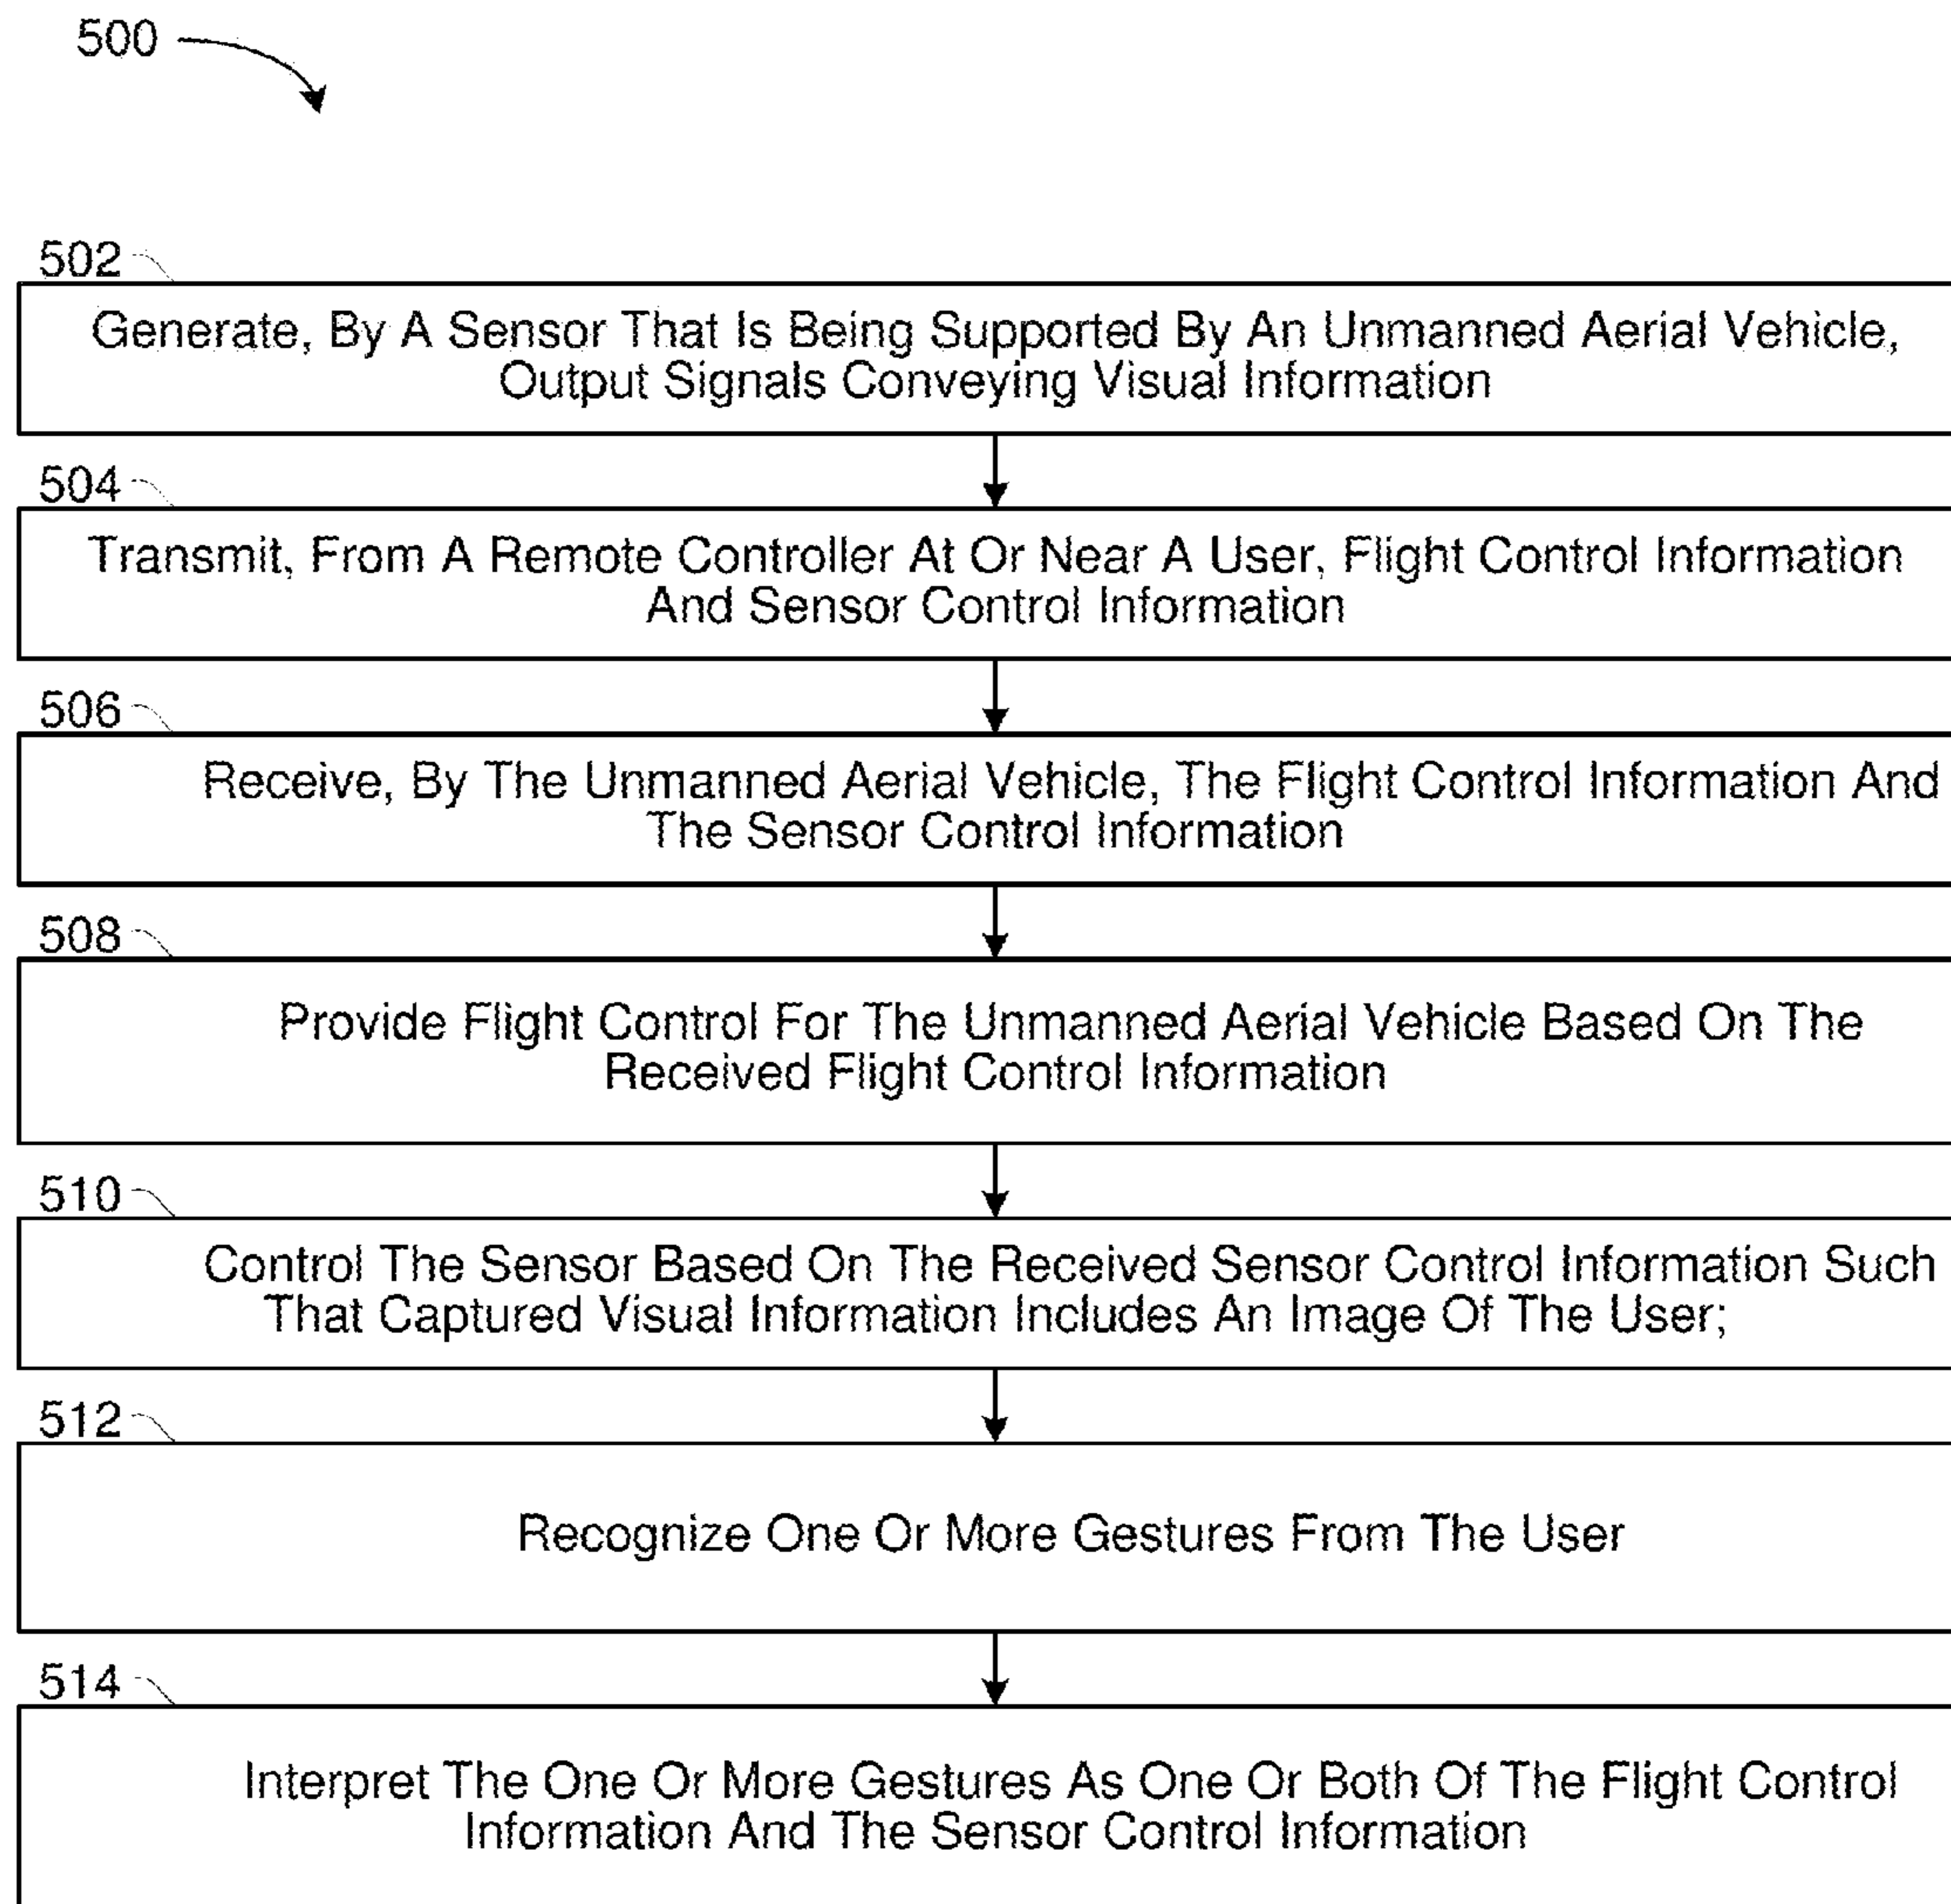 500
502
Generate, By A Sensor That Is Being Supported By An Unmanned Aerial Vehicle,
Output Signals Conveying Visual Information
504
Transmit, From A Remote Controller At Or Near A User, Flight Control Information
And Sensor Control Information
506
Receive, By The Unmanned Aerial Vehicle, The Flight Control Information And
The Sensor Control Information
508
Provide Flight Control For The Unmanned Aerial Vehicle Based On The
Received Flight Control Information
510
Control The Sensor Based On The Received Sensor Control Information Such
That Captured Visual Information Includes An Image Of The User;
512
Recognize One Or More Gestures From The User
514
Interpret The One Or More Gestures As One Or Both Of The Flight Control
Information And The Sensor Control Information